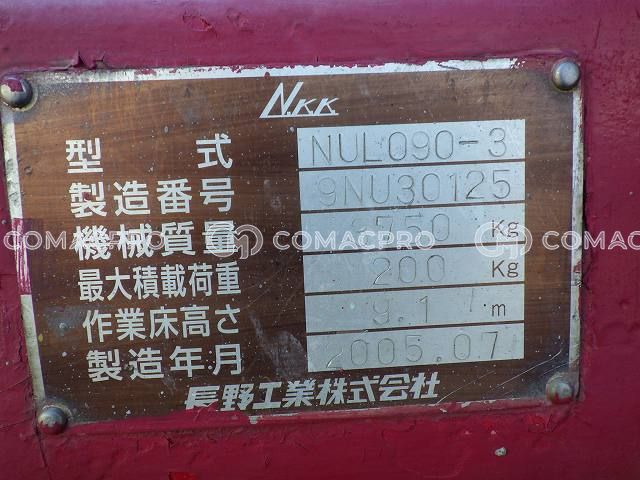 N.KK
型式 NUL090-3
製造番号 9NU30125
機械質量 Kg
COMACPRO COMACPRO COMACPRO
最大積載荷重 200 Kg
作業床高さ 9.1 m
製造年月 2005.07
長野工業株式会社